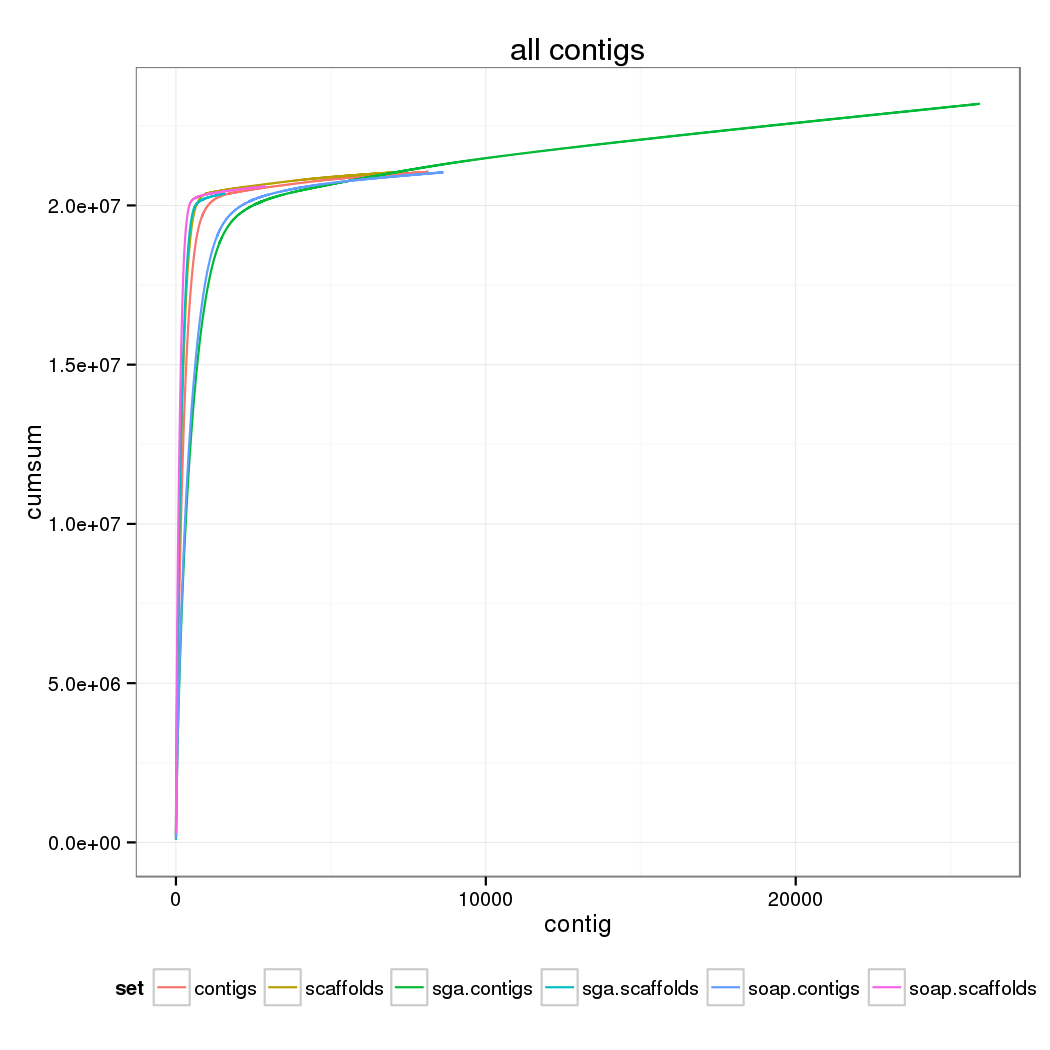 all contigs
cumsum
2.0e+07
1.5e+07
1.0e+07
5.0e+06
0.0e+00
0 10000 20000
contig
set contigs scaffolds sga.contigs sga.scaffolds soap.contigs soap.scaffolds